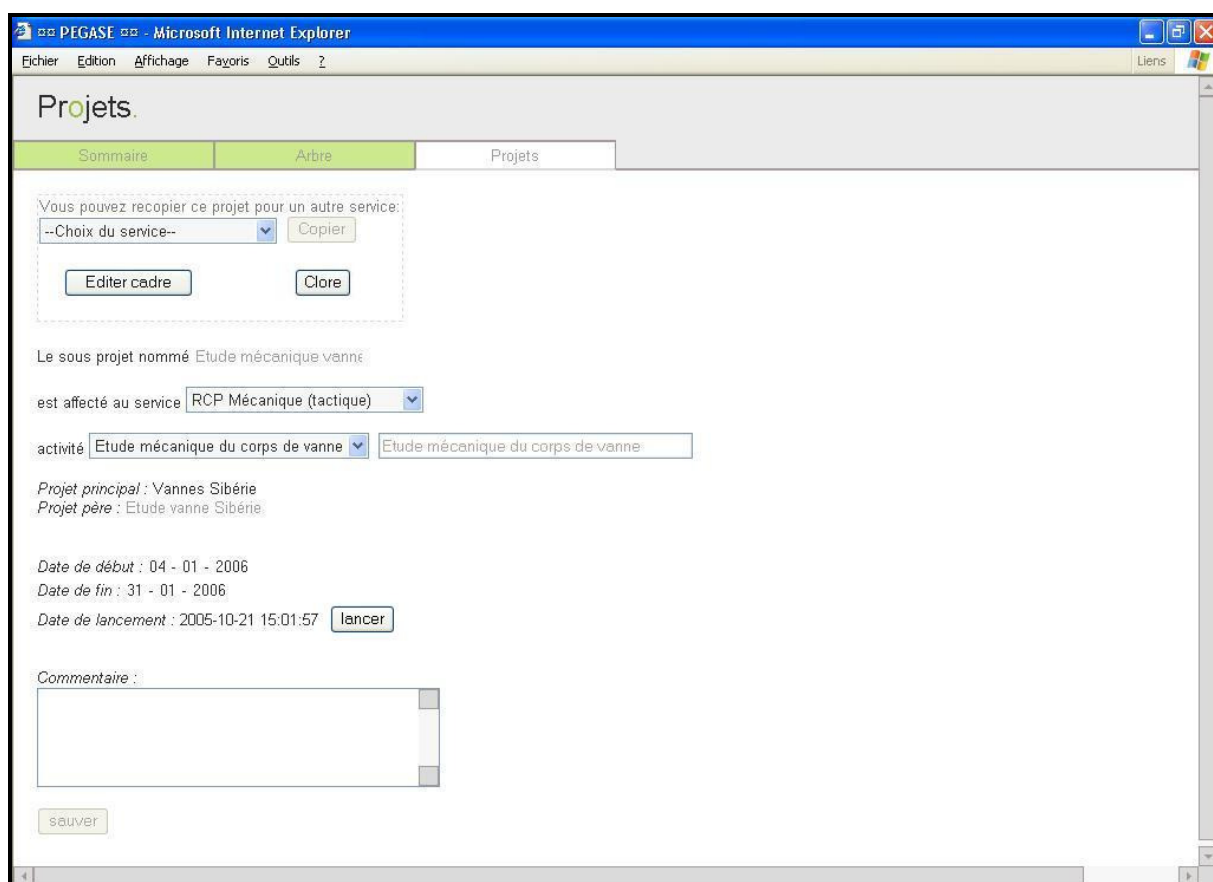 ¤¤ PEGASE ¤¤ - Microsoft Internet Explorer
Fichier Edition Affichage Favoris Outils ? Liens
Projets.
Sommaire Arbre Projets
Vous pouvez recopier ce projet pour un autre service:
--Choix du service-- Copier
Editer cadre Clore
Le sous projet nommé Etude mécanique vanne
est affecté au service RCP Mécanique (tactique)
activité Etude mécanique du corps de vanne Etude mécanique du corps de vanne
Projet principal : Vannes Sibérie
Projet père : Etude vanne Sibérie
Date de début : 04 - 01 - 2006
Date de fin : 31 - 01 - 2006
Date de lancement : 2005-10-21 15:01:57 lancer
Commentaire :
sauver